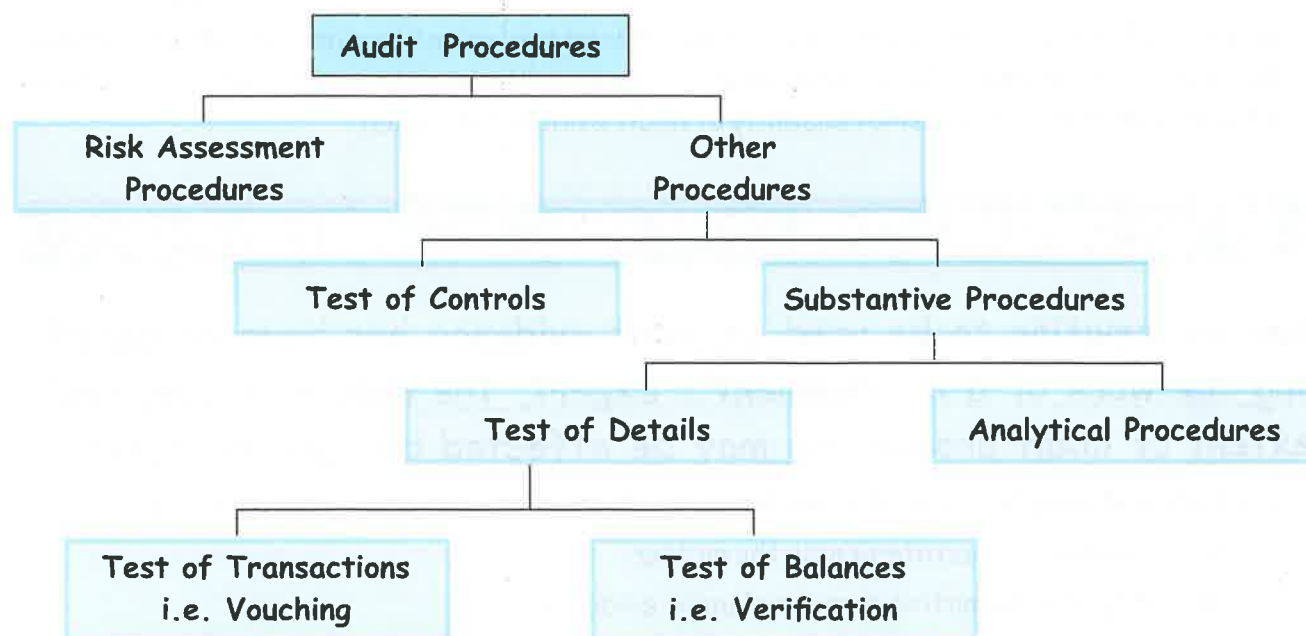 Audit Procedures
Risk Assessment
Procedures
Other
Procedures
Test of Controls
Substantive Procedures
Test of Details
Analytical Procedures
Test of Transactions
i.e. Vouching
Test of Balances
i.e. Verification